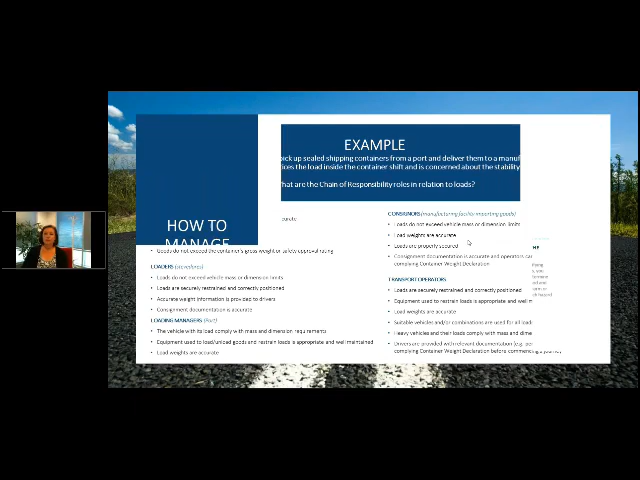 EXAMPLE
pick up sealed shipping containers from a port and deliver them to a manuf
ices the load inside the container shift and is concerned about the stability
hat are the Chain of Responsibility roles in relation to loads?
HOW TO
MANAGE
curate
• Goods do not exceed the container's gross weight or safety approval rating
LOADERS (stevedores)
• Loads do not exceed vehicle mass or dimension limits
• Loads are securely restrained and correctly positioned
• Accurate weight information is provided to drivers
• Consignment documentation is accurate
LOADING MANAGERS (Port)
• The vehicle with its load comply with mass and dimension requirements
• Equipment used to load/unload goods and restrain loads is appropriate and well maintained
• Load weights are accurate
CONSIGNORS (manufacturing facility importing goods)
• Loads do not exceed vehicle mass or dimension limits
• Load weights are accurate
• Loads are properly secured
• Consignment documentation is accurate and operators
complying Container Weight Declaration
TRANSPORT OPERATORS
• Loads are securely restrained and correctly positioned
• Equipment used to restrain loads is appropriate and well m
• Load weights are accurate
• Suitable vehicles and/or combinations are used for all load
• Heavy vehicles and their loads comply with mass and dime
• Drivers are provided with relevant documentation (e.g.
complying Container Weight Declaration before commencing a journey
HE